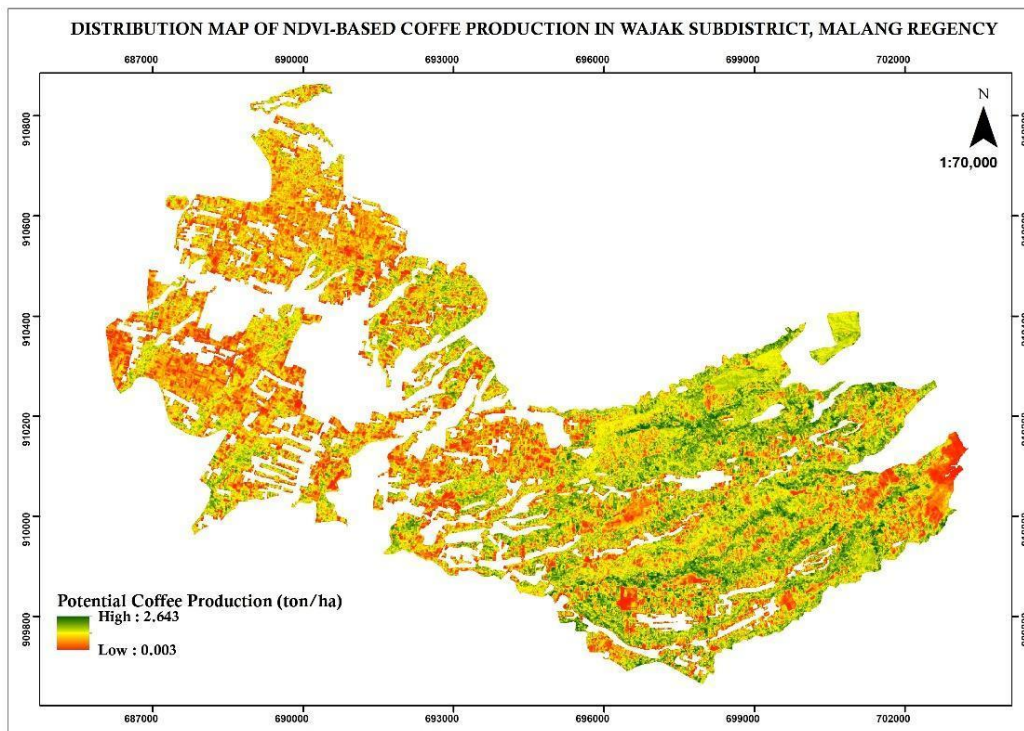 DISTRIBUTION MAP OF NDVI-BASED COFFE PRODUCTION IN WAJAK SUBDISTRICT, MALANG REGENCY
687000 690000 693000 696000 699000 702000
N
910800
1:70,000
910600
910400
910200
910000
Potential Coffee Production (ton/ha)
High : 2.643
909800
Low : 0.003
687000 690000 693000 696000 699000 702000